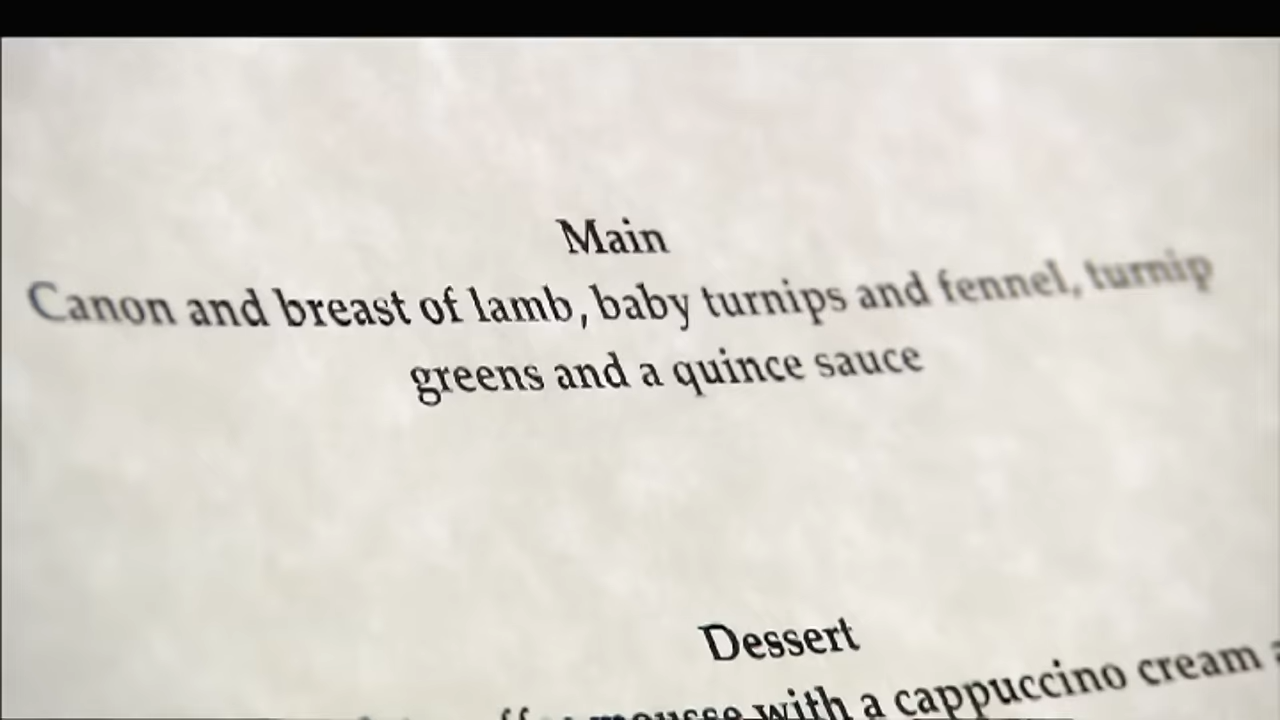 Main
Canon and breast of lamb, baby turnips and fennel, turnip
greens and a quince sauce
Dessert
mousse with a cappuccino cream